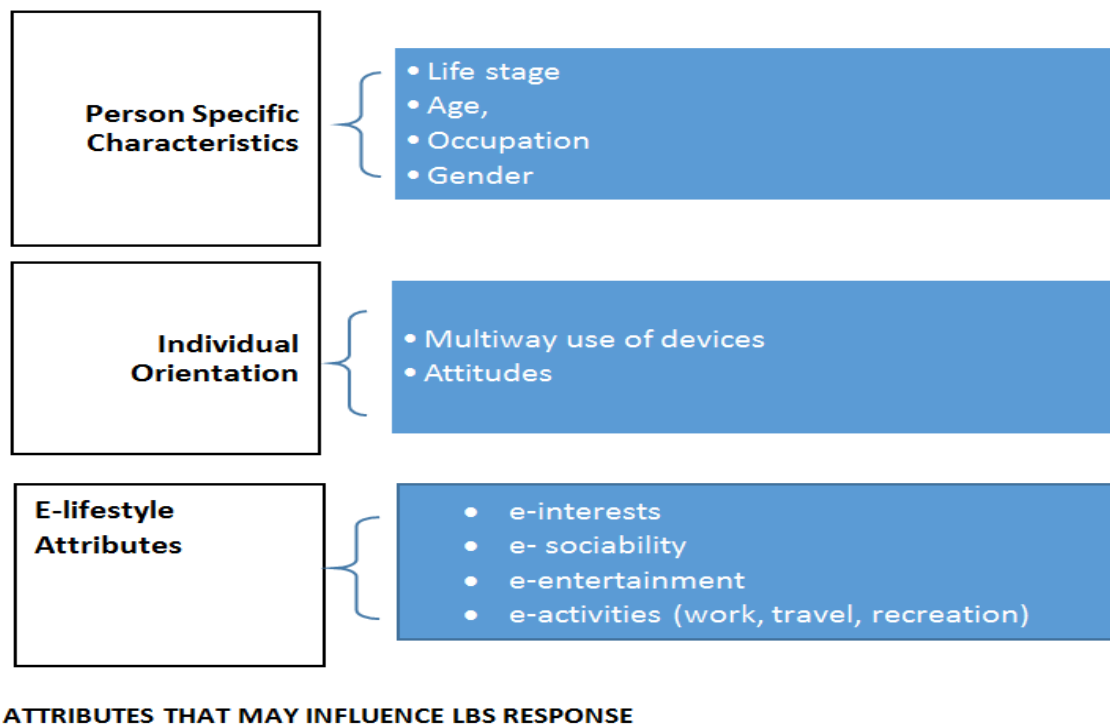 Person Specific
Characteristics
• Life stage
• Age,
• Occupation
• Gender
Individual
Orientation
• Multiway use of devices
• Attitudes
E-lifestyle
Attributes
• e-interests
• e- sociability
• e-entertainment
• e-activities (work, travel, recreation)
ATTRIBUTES THAT MAY INFLUENCE LBS RESPONSE